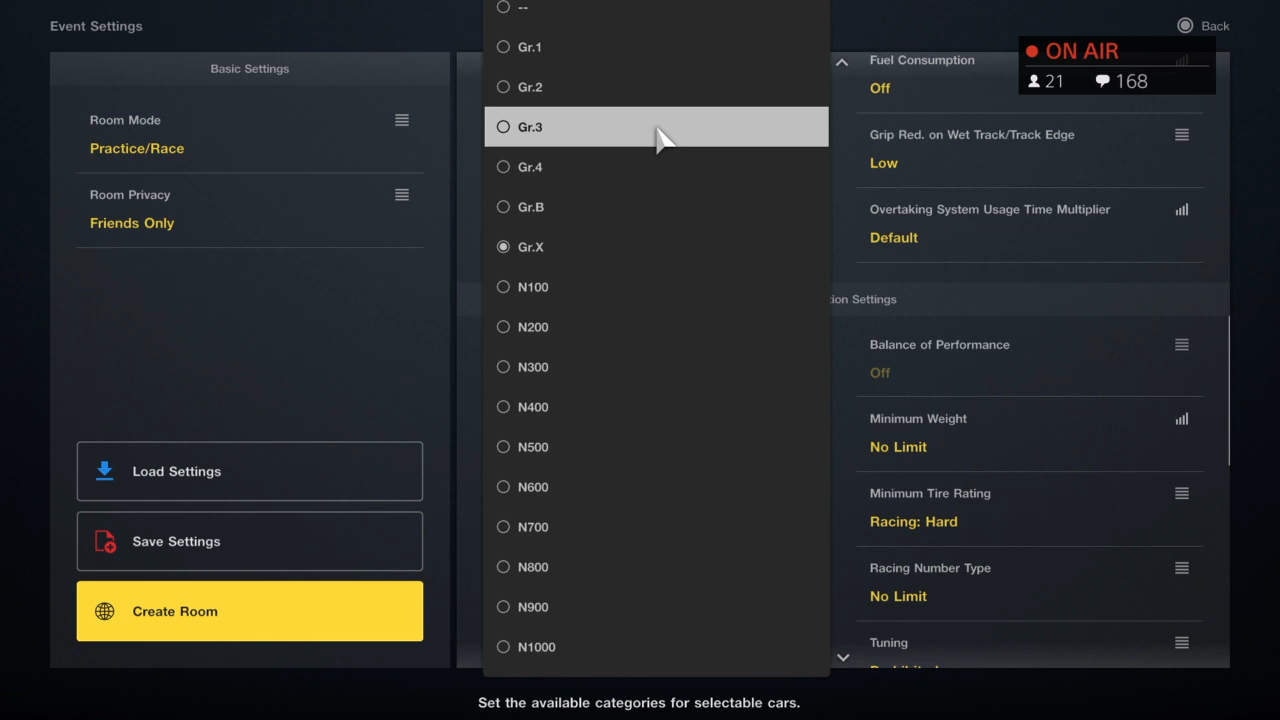 Event Settings
Back
ON AIR
21 168
Basic Settings
Room Mode
Practice/Race
Room Privacy
Friends Only
Load Settings
Save Settings
Create Room
--
Gr.1
Gr.2
Gr.3
Gr.4
Gr.B
Gr.X
N100
N200
N300
N400
N500
N600
N700
N800
N900
N1000
Fuel Consumption
Off
Grip Red. on Wet Track/Track Edge
Low
Overtaking System Usage Time Multiplier
Default
Settings
Balance of Performance
Off
Minimum Weight
No Limit
Minimum Tire Rating
Racing: Hard
Racing Number Type
No Limit
Tuning
Set the available categories for selectable cars.